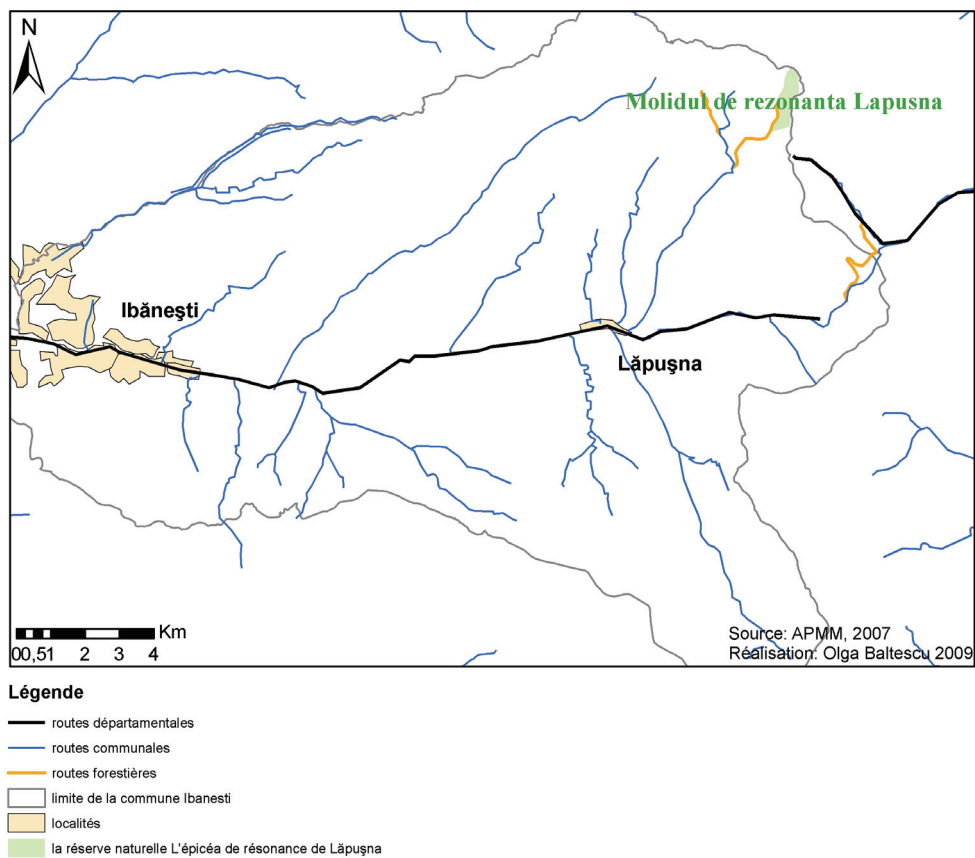 N
Molidul de rezonanta Lapusna
Ibăneşti
Lăpuşna
Km
00,51 2 3 4
Source: APMM, 2007
Réalisation: Olga Baltescu 2009
Légende
routes départamentales
routes communales
routes forestières
limite de la commune Ibanesti
localités
la réserve naturelle L'épicéa de résonance de Lăpuşna